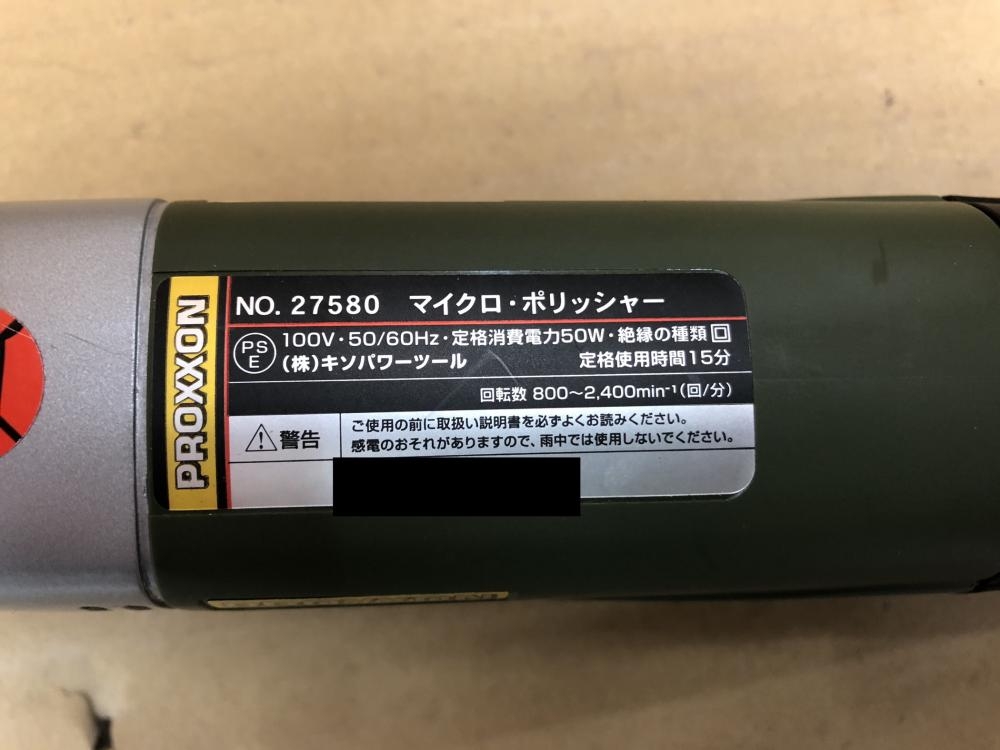 PROXXON
NO. 27580 マイクロ・ポリッシャー
PSE 100V・50/60Hz・定格消費電力50W・絶縁の種類回
(株)キソパワーツール 定格使用時間15分
回転数 800～2,400min⁻¹(回/分)
警告
ご使用の前に取扱い説明書を必ずよくお読みください。
感電のおそれがありますので、雨中では使用しないでください。